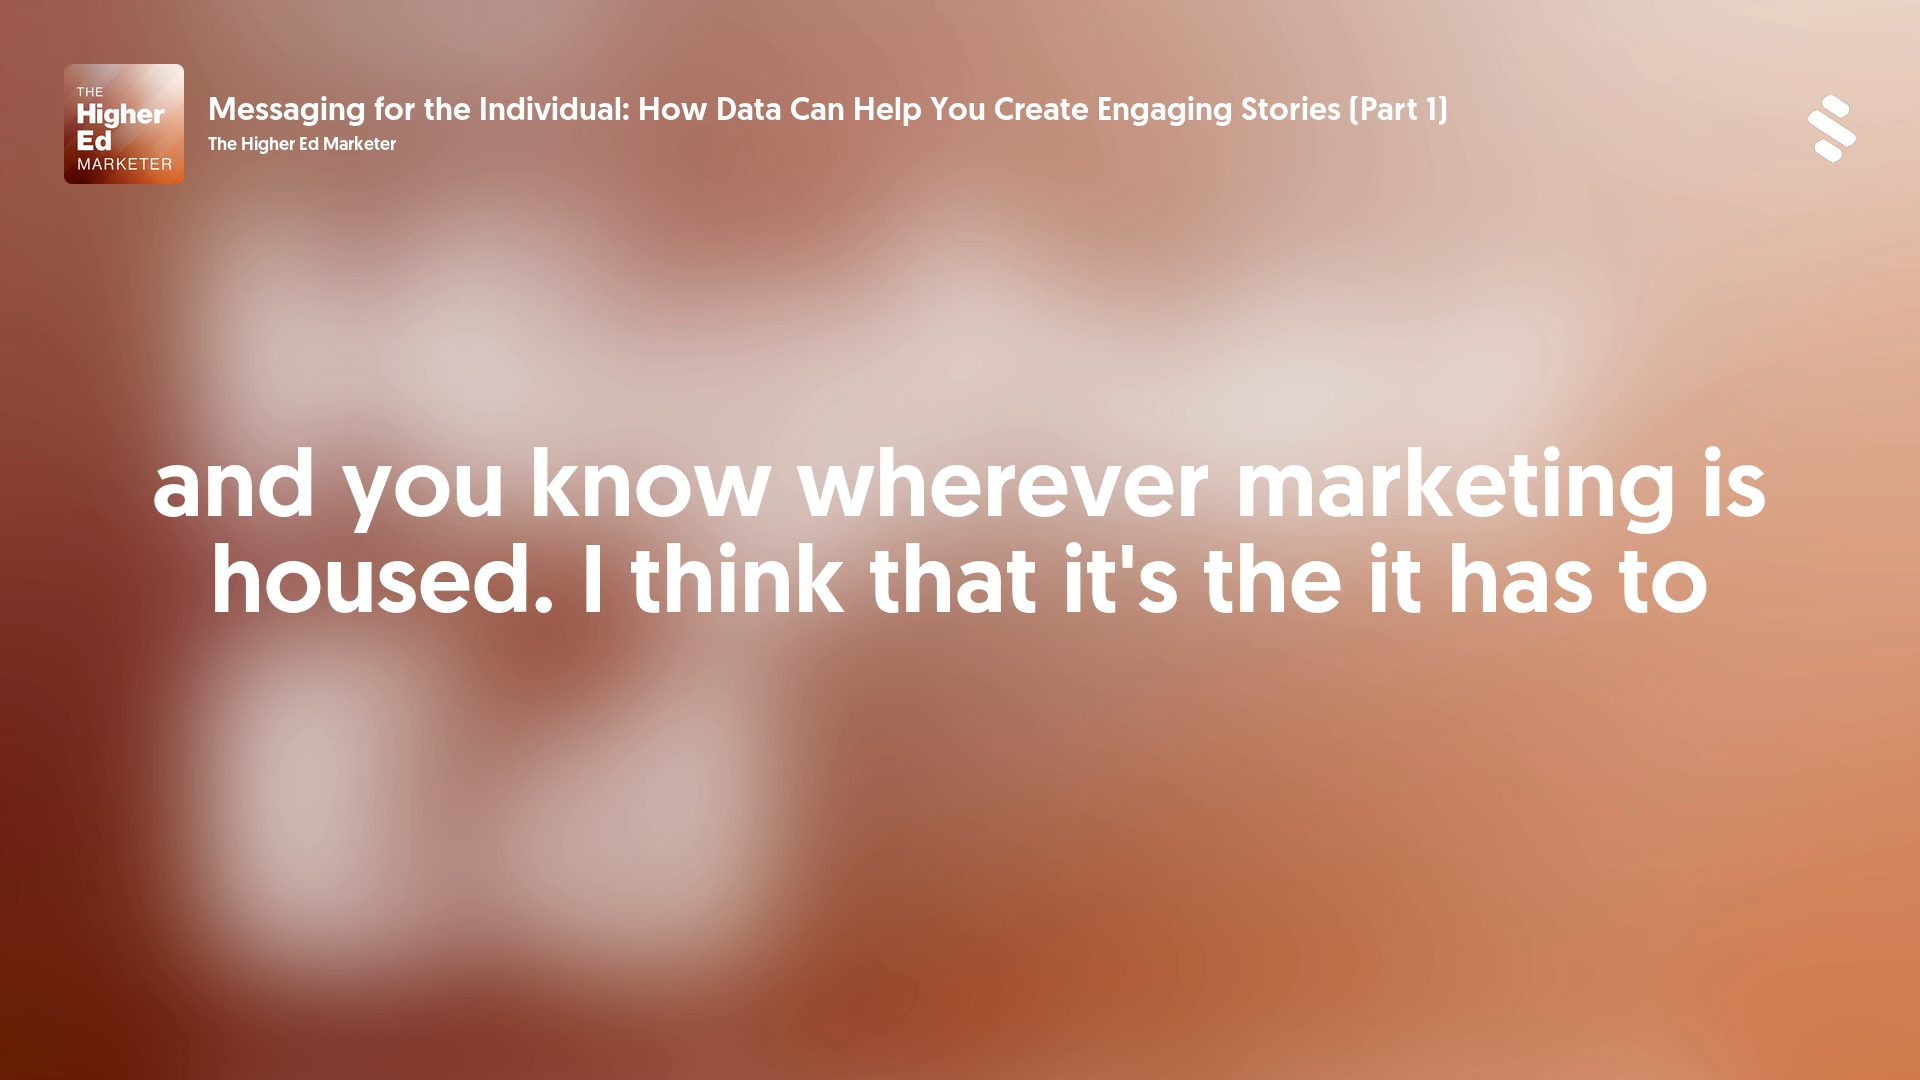 THE
Higher
Ed
MARKETER
Messaging for the Individual: How Data Can Help You Create Engaging Stories (Part 1)
The Higher Ed Marketer
and you know wherever marketing is
housed. I think that it's the it has to